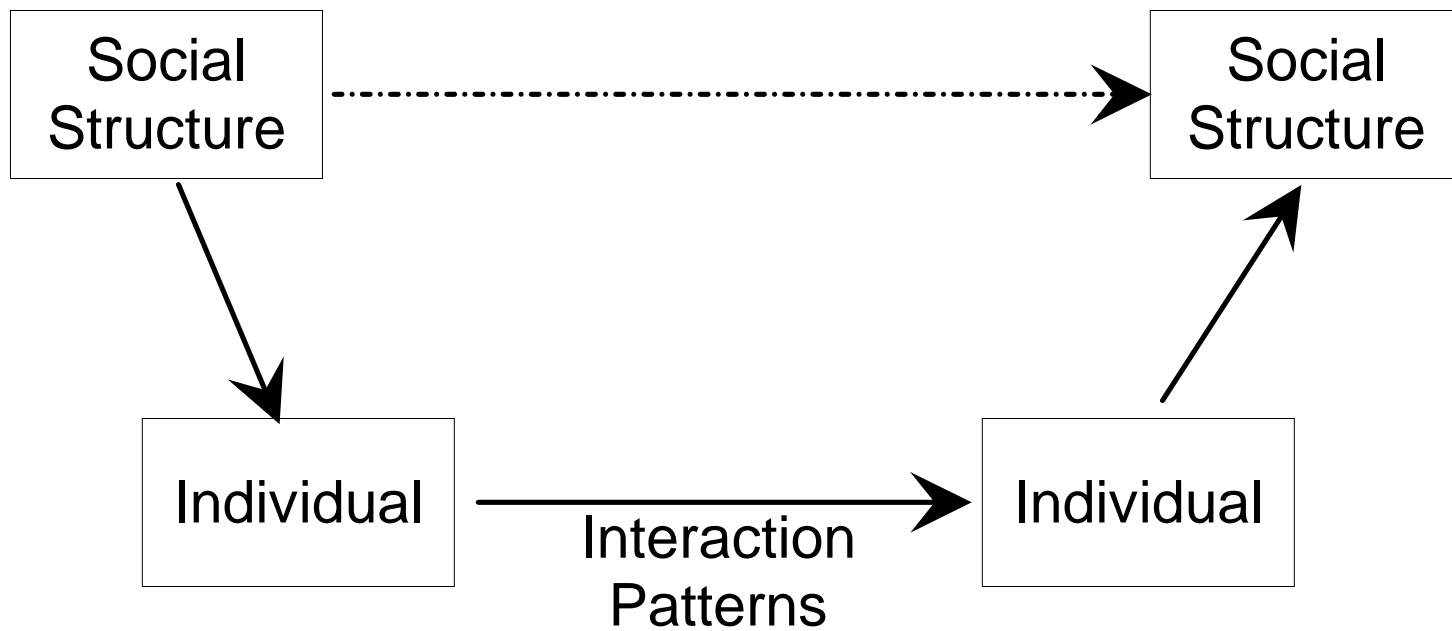 Social
Structure
Social
Structure
Individual
Interaction
Patterns
Individual